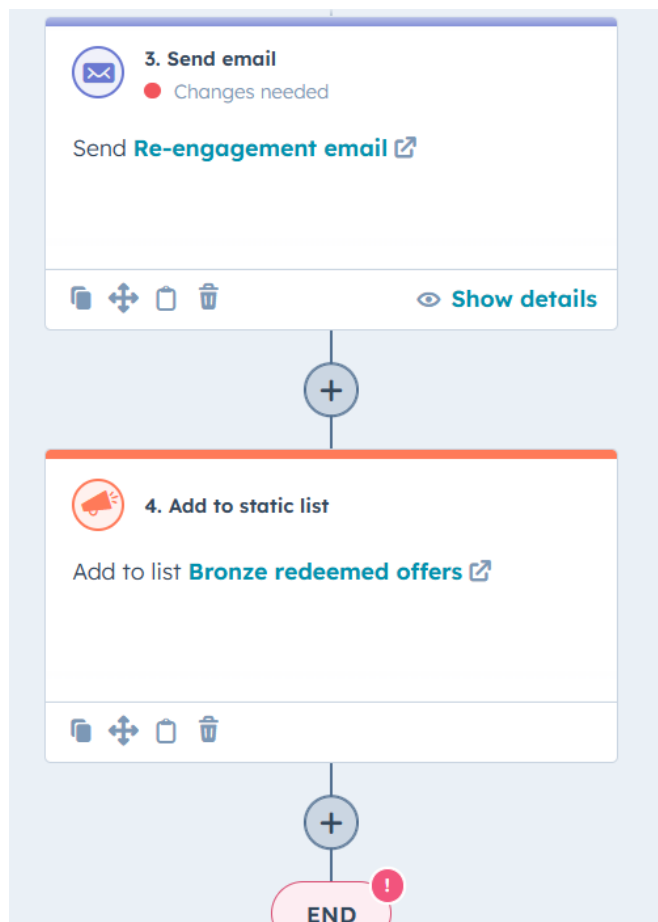 3. Send email
Changes needed
Send Re-engagement email
Show details
+
4. Add to static list
Add to list Bronze redeemed offers
+
!
END